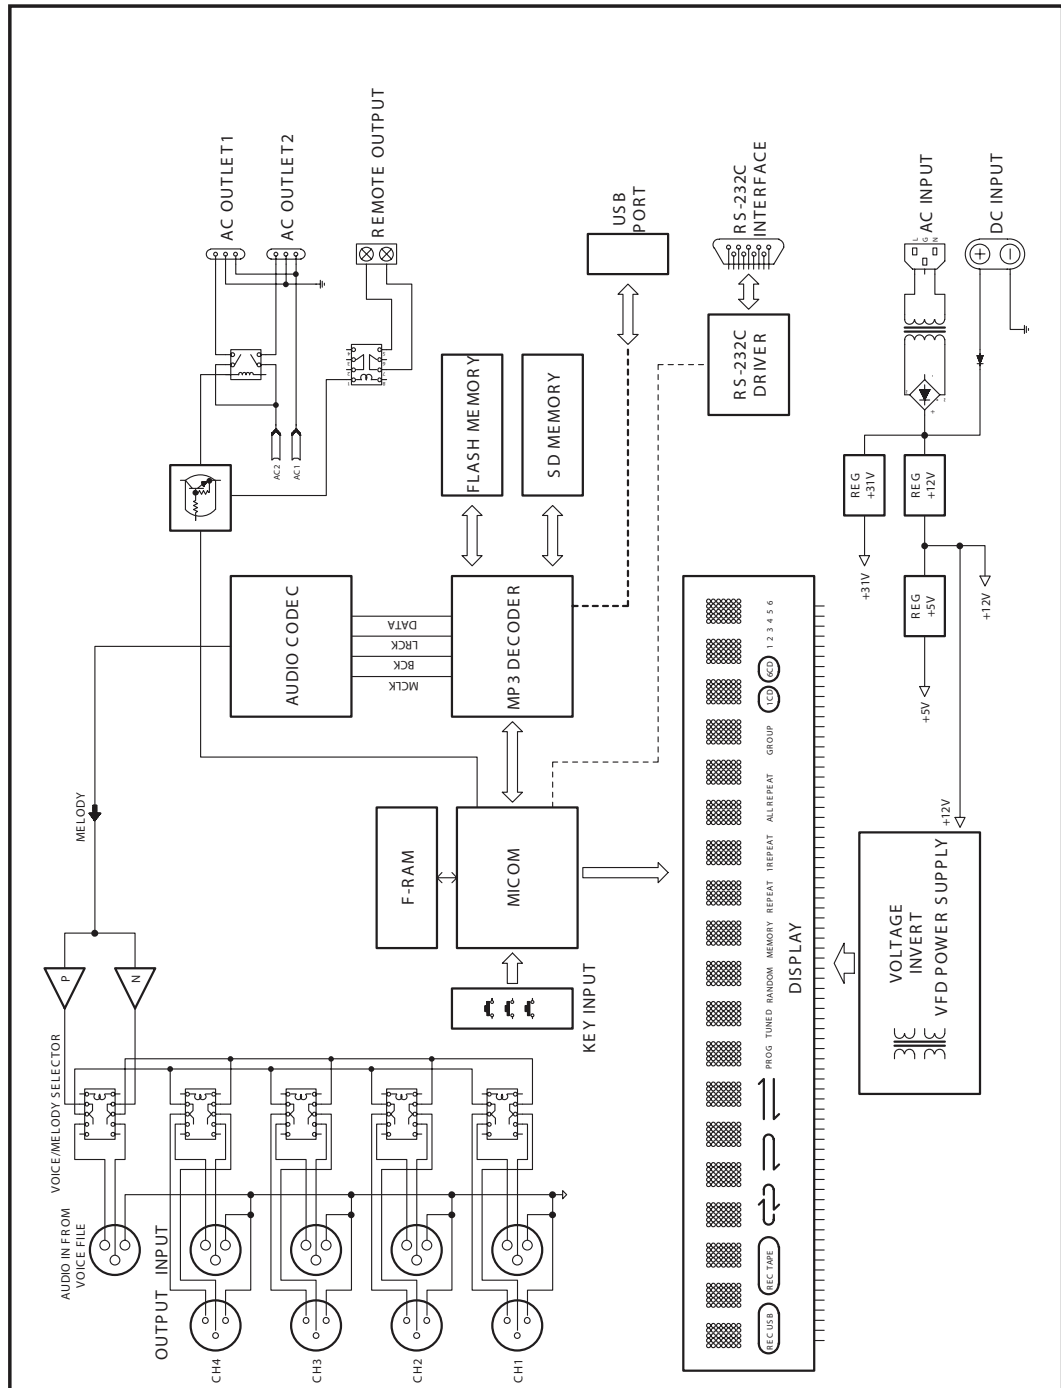 AC OUTLET1
AC OUTLET2
REMOTE OUTPUT
AC2
AC1
FLASH MEMORY
SD MEMORY
USB
PORT
RS-232C
INTERFACE
RS-232C
DRIVER
AC INPUT
L
G
N
DC INPUT
REG
+31V
REG
+12V
REG
+5V
+31V
+12V
+5V
+12V
AUDIO CODEC
DATA
LRCK
BCK
MCLK
MP3 DECODER
MELODY
P
N
F-RAM
MICOM
KEY INPUT
VOICE/MELODY SELECTOR
AUDIO IN FROM
VOICE FILE
OUTPUT INPUT
CH4
CH3
CH2
CH1
REC USB
REC TAPE
PROG TUNED RANDOM MEMORY REPEAT 1REPEAT ALLREPEAT GROUP 1CD 6CD 1 2 3 4 5 6
DISPLAY
VOLTAGE
INVERT
VFD POWER SUPPLY